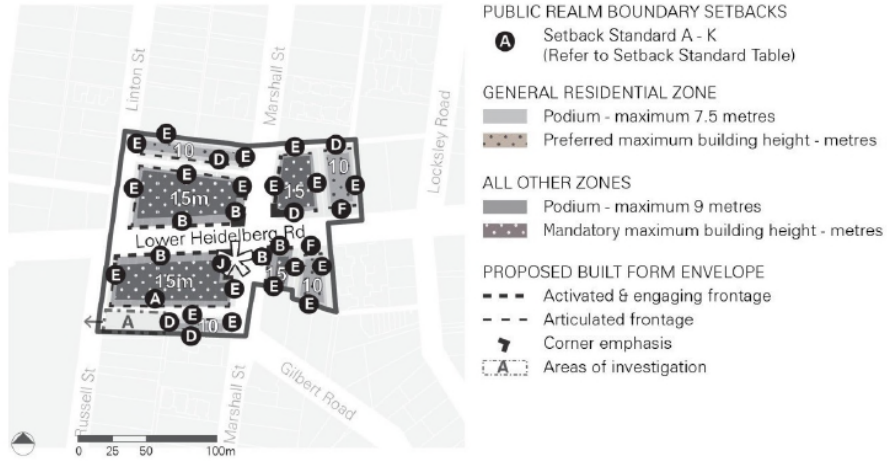 PUBLIC REALM BOUNDARY SETBACKS
A Setback Standard A - K
(Refer to Setback Standard Table)
GENERAL RESIDENTIAL ZONE
Podium - maximum 7.5 metres
Preferred maximum building height - metres
ALL OTHER ZONES
Podium - maximum 9 metres
Mandatory maximum building height - metres
PROPOSED BUILT FORM ENVELOPE
Activated & engaging frontage
Articulated frontage
Corner emphasis
A Areas of investigation
Linton St
Marshall St
Locksley Road
E
E
10
D
E
E
D
E
E
15m
E
B
B
E
15
E
D
10
E
F
Lower Heidelberg Rd
B
J
B
B
F
E
15m
A
E
15
E
E
E
10
E
A
D
E
10
E
D
Russell St
Marshall St
Gilbert Road
0 25 50 100m